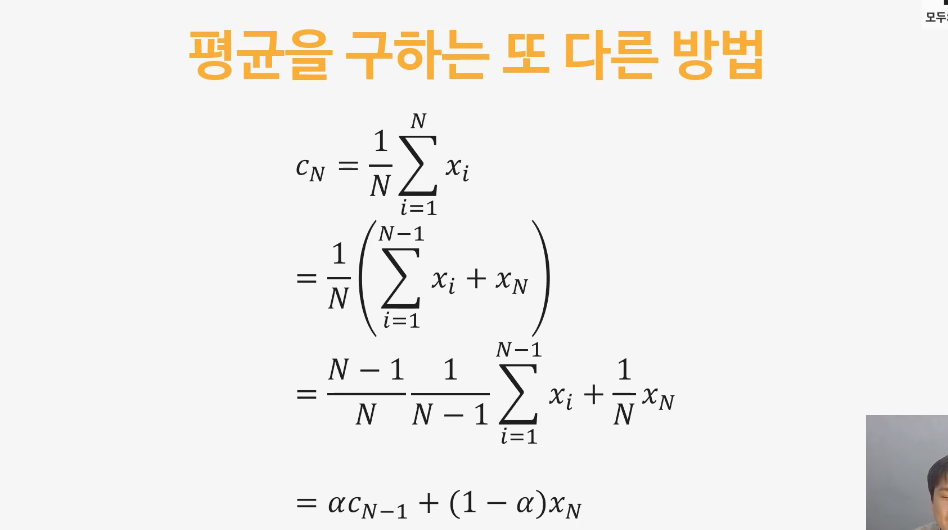 모두
평균을 구하는 또 다른 방법
$c_N = \frac{1}{N}\sum_{i=1}^{N} x_i$
$= \frac{1}{N}\left(\sum_{i=1}^{N-1} x_i + x_N\right)$
$= \frac{N-1}{N}\frac{1}{N-1}\sum_{i=1}^{N-1} x_i + \frac{1}{N}x_N$
$= \alpha c_{N-1} + (1-\alpha)x_N$